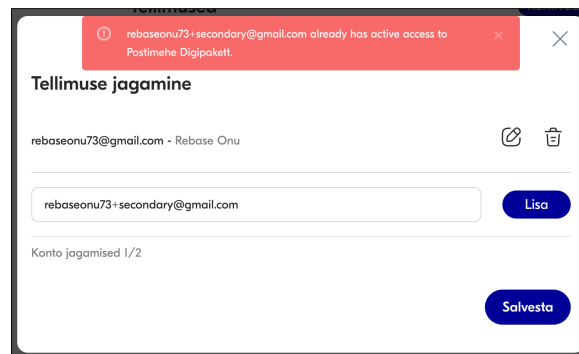 Tellimused
rebaseonu73+secondary@gmail.com already has active access to
Postimehe Digipakett.
Tellimuse jagamine
rebaseonu73@gmail.com - Rebase Onu
rebaseonu73+secondary@gmail.com
Lisa
Konto jagamised 1/2
Salvesta